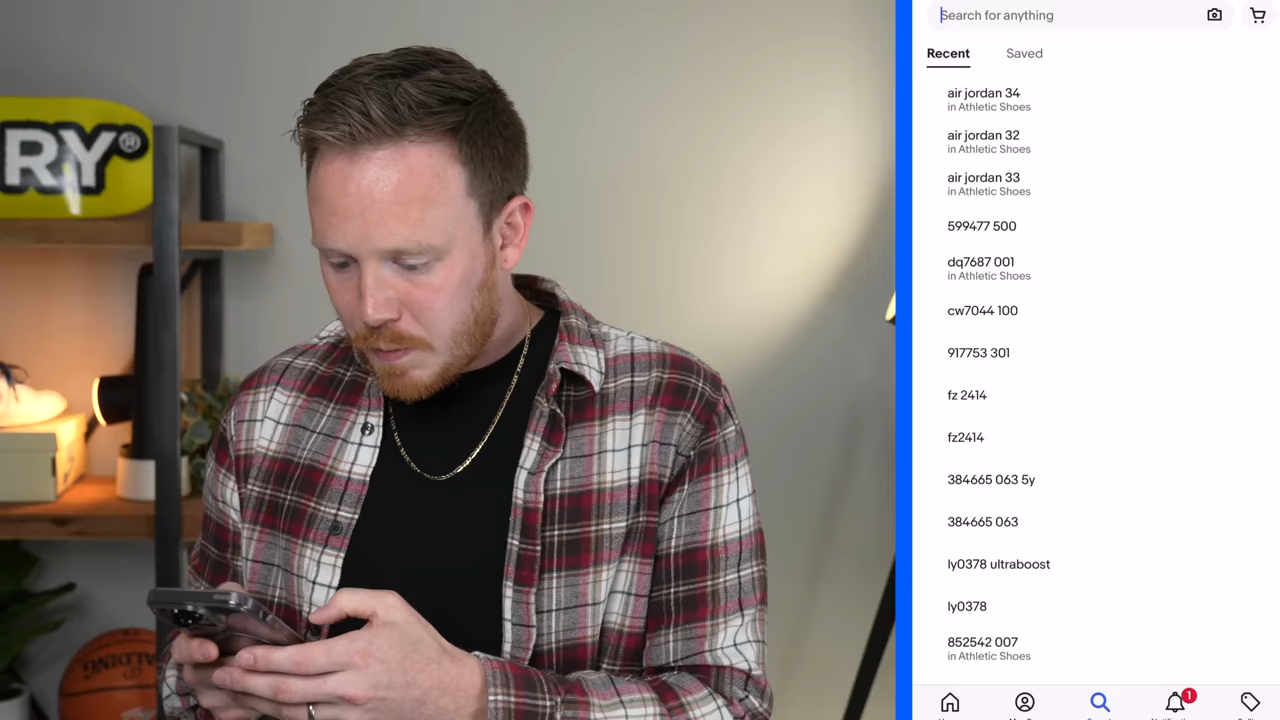 RY®
SPALDING
Search for anything
Recent
Saved
air jordan 34
in Athletic Shoes
air jordan 32
in Athletic Shoes
air jordan 33
in Athletic Shoes
599477 500
dq7687 001
in Athletic Shoes
cw7044 100
917753 301
fz 2414
fz2414
384665 063 5y
384665 063
ly0378 ultraboost
ly0378
852542 007
in Athletic Shoes
1